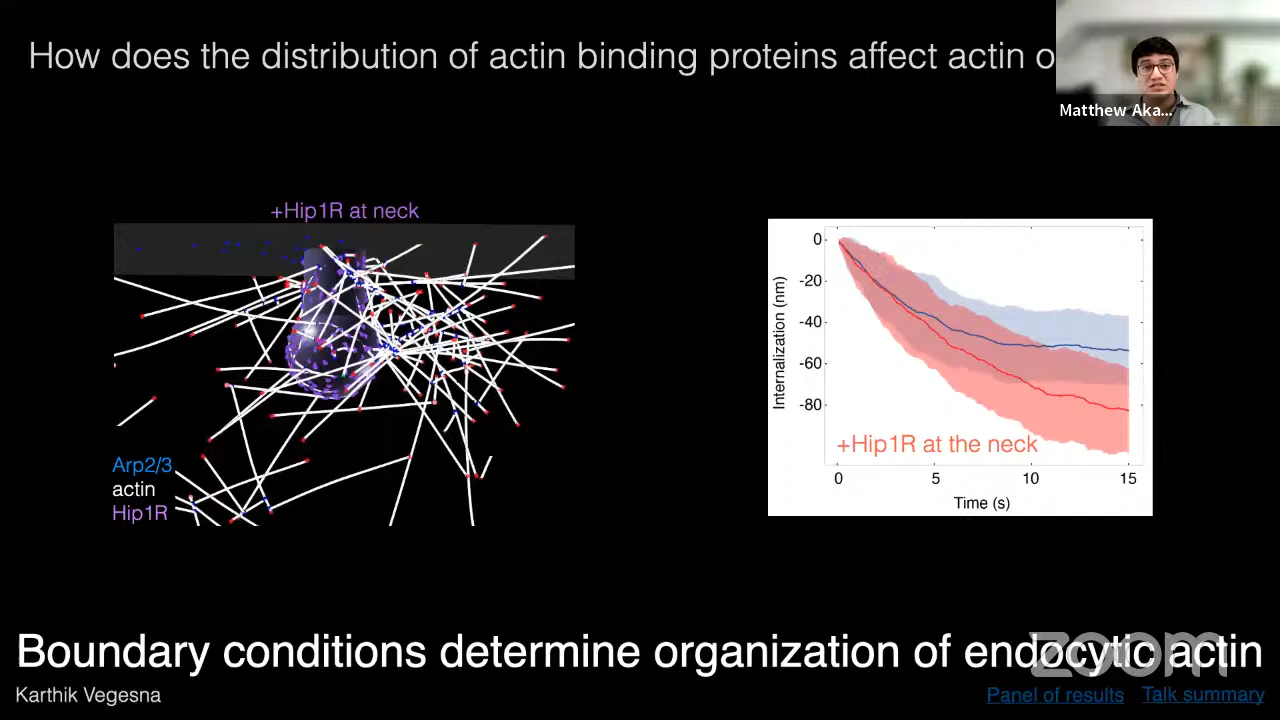 How does the distribution of actin binding proteins affect actin o
Matthew Aka...
+Hip1R at neck
Arp2/3
actin
Hip1R
Internalization (nm)
0
-20
-40
-60
-80
+Hip1R at the neck
0 5 10 15
Time (s)
Boundary conditions determine organization of endocytic actin
zoom
Karthik Vegesna
Panel of results Talk summary